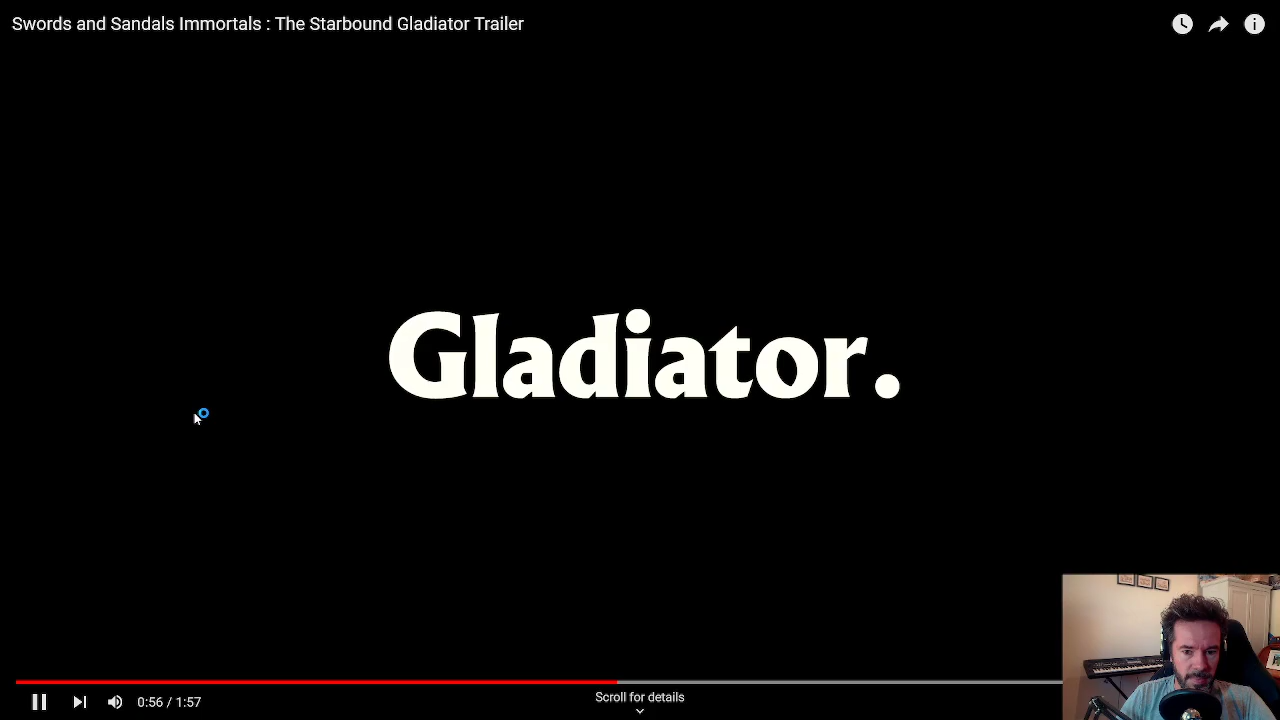 Swords and Sandals Immortals : The Starbound Gladiator Trailer
Gladiator.
0:56 / 1:57
Scroll for details